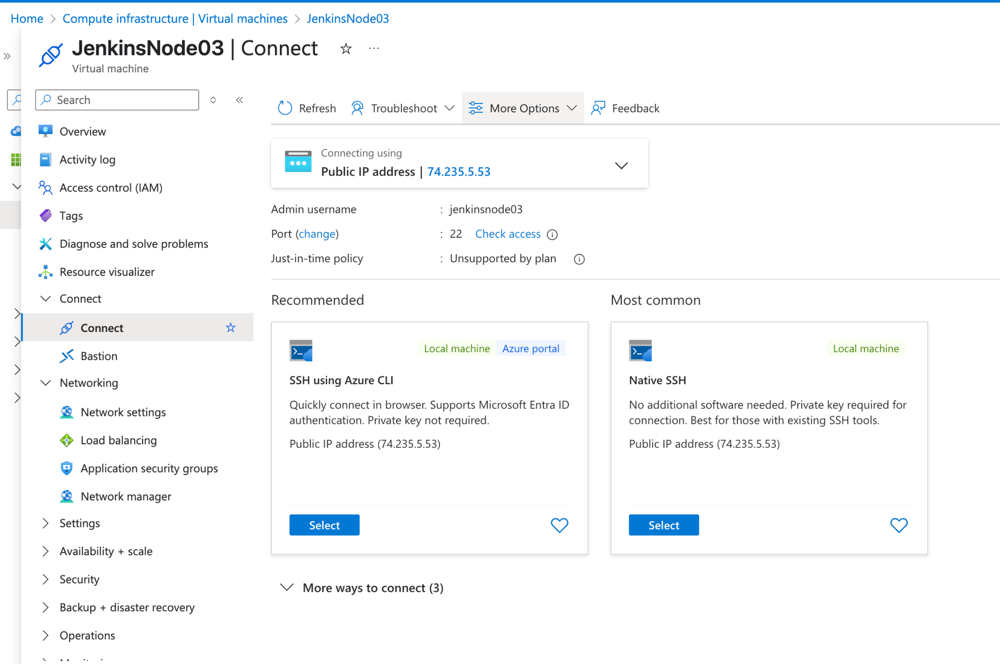 Home > Compute infrastructure | Virtual machines > JenkinsNode03
JenkinsNode03 | Connect
Virtual machine
Search
Overview
Activity log
Access control (IAM)
Tags
Diagnose and solve problems
Resource visualizer
Connect
Connect
Bastion
Networking
Network settings
Load balancing
Application security groups
Network manager
Settings
Availability + scale
Security
Backup + disaster recovery
Operations
Refresh
Troubleshoot
More Options
Feedback
Connecting using
Public IP address | 74.235.5.53
Admin username : jenkinsnode03
Port (change) : 22 Check access
Just-in-time policy : Unsupported by plan
Recommended
Local machine Azure portal
SSH using Azure CLI
Quickly connect in browser. Supports Microsoft Entra ID
authentication. Private key not required.
Public IP address (74.235.5.53)
Select
Most common
Local machine
Native SSH
No additional software needed. Private key required for
connection. Best for those with existing SSH tools.
Public IP address (74.235.5.53)
Select
More ways to connect (3)